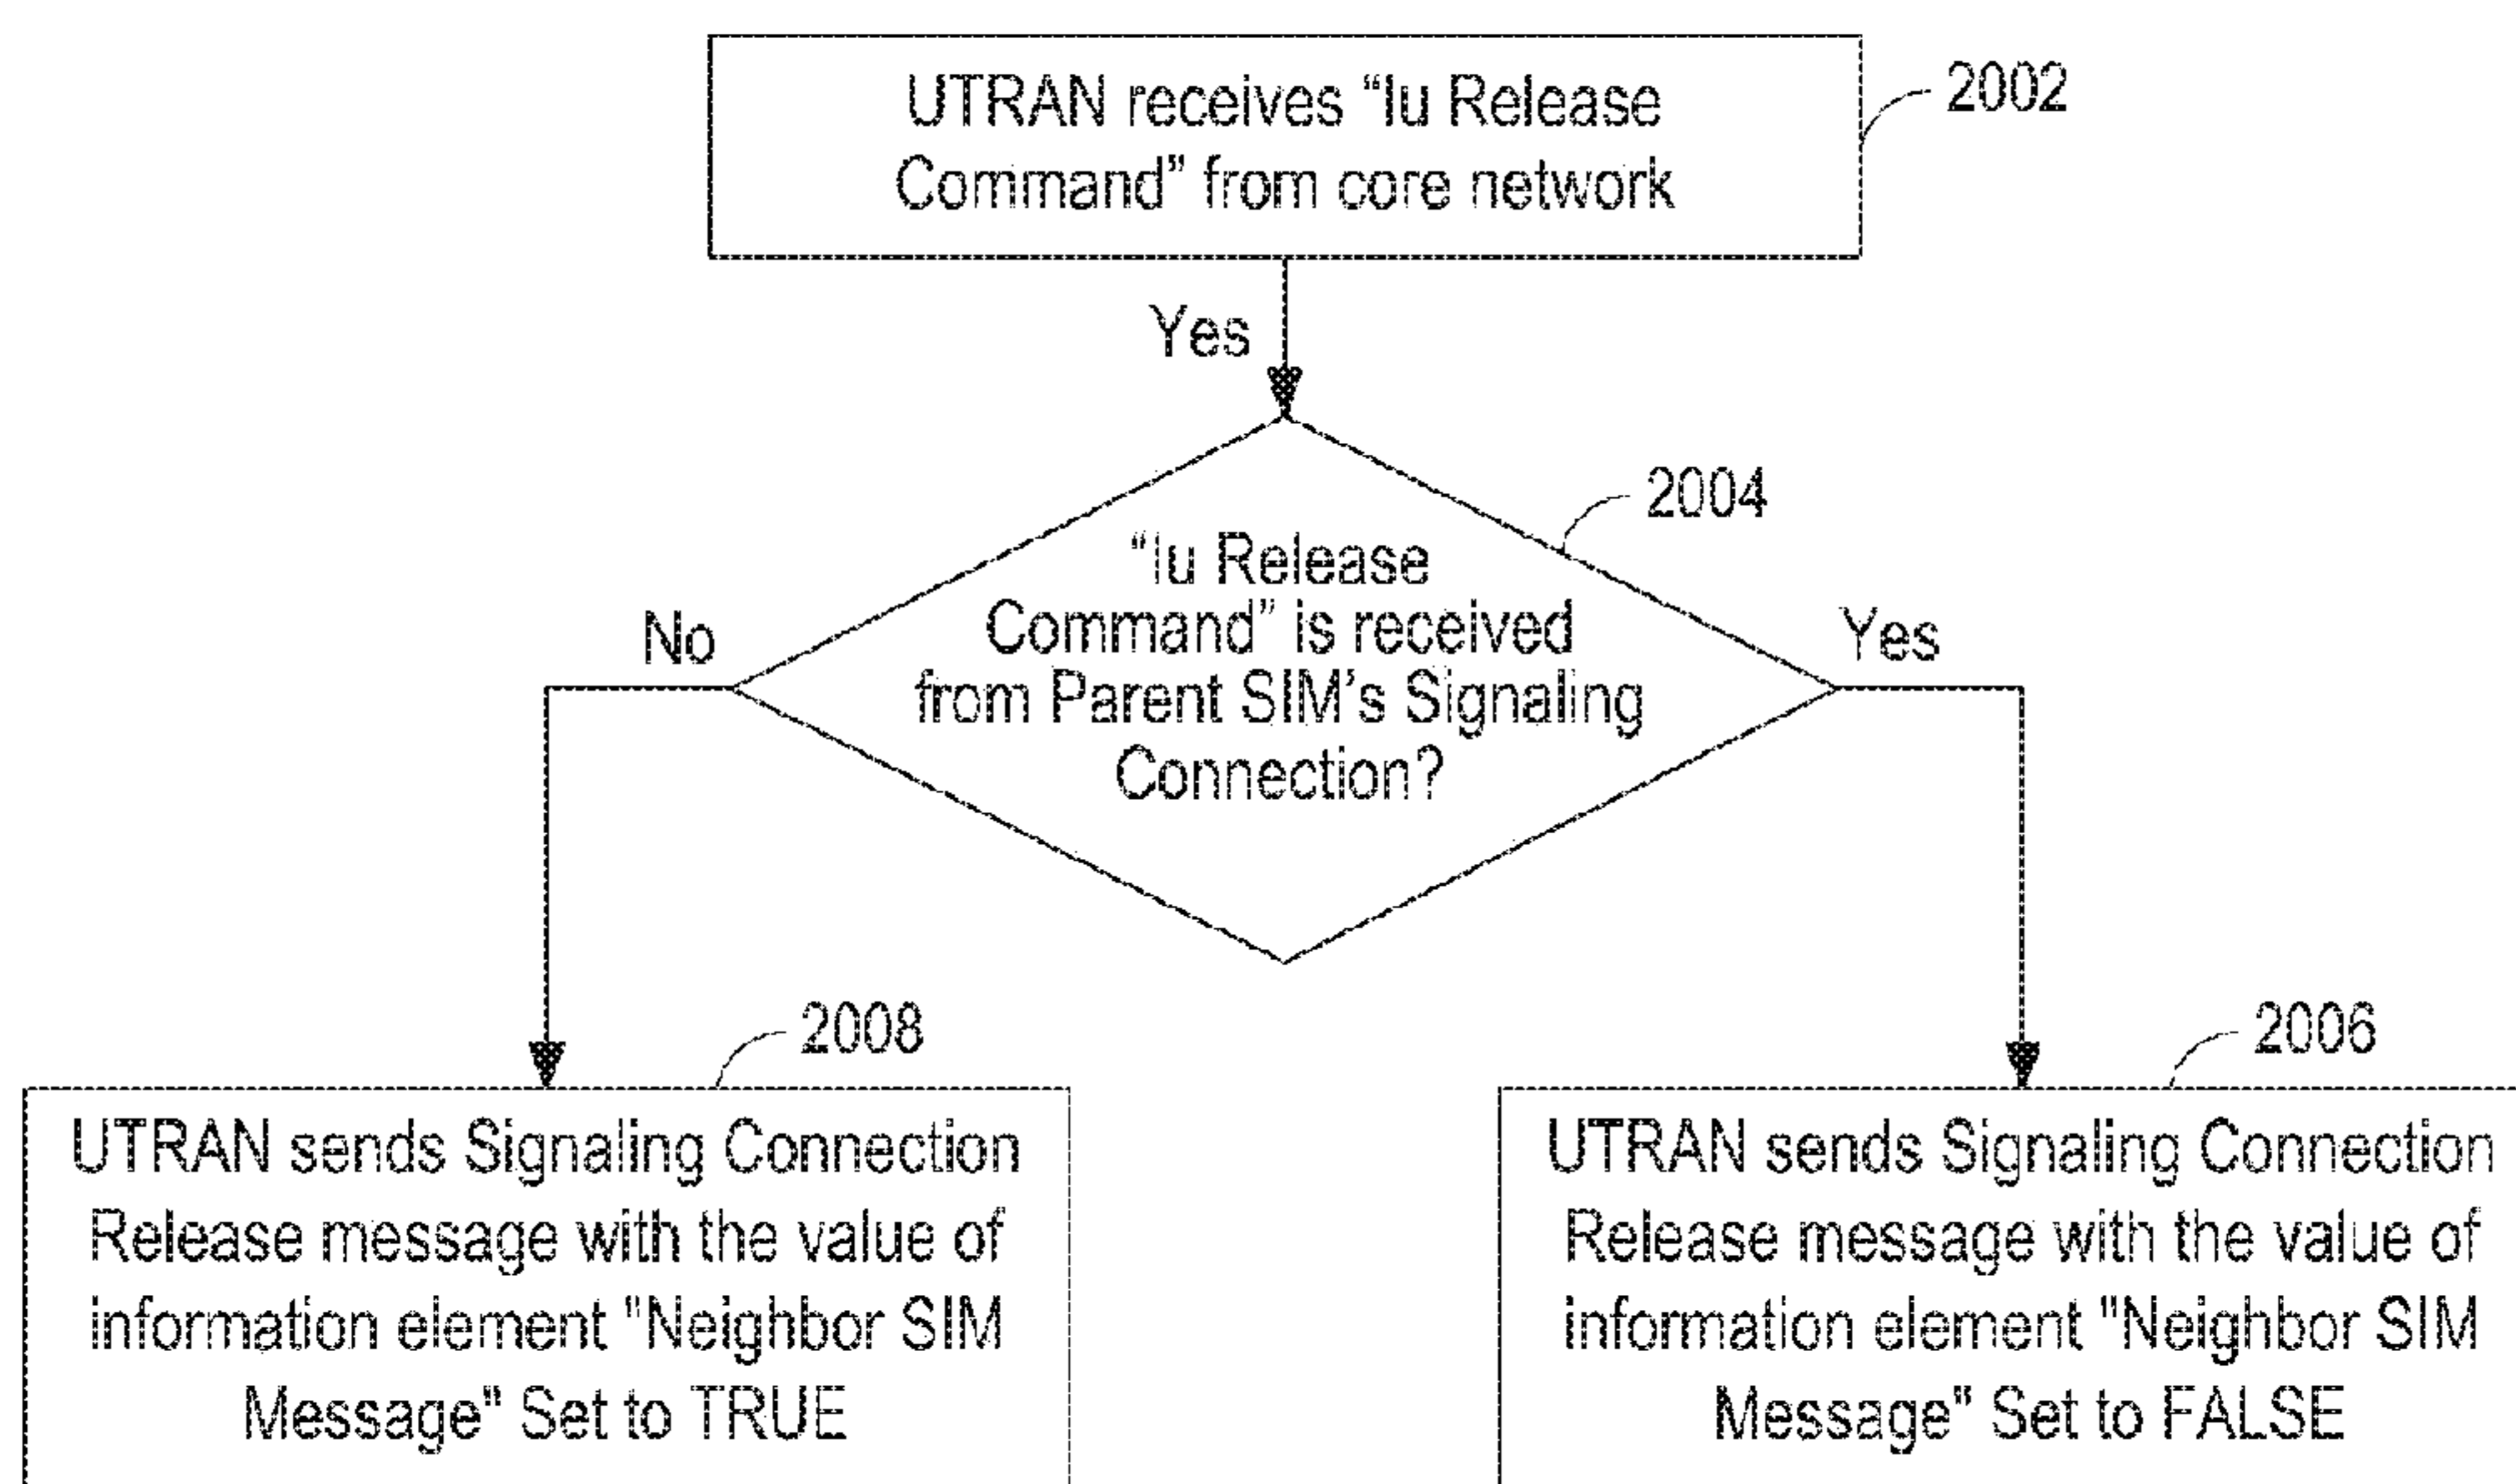 UTRAN receives “Iu Release
Command” from core network
2002
Yes
2004
“Iu Release
Command” is received
from Parent SIM’s Signaling
Connection?
No
Yes
2008
UTRAN sends Signaling Connection
Release message with the value of
information element "Neighbor SIM
Message" Set to TRUE
2006
UTRAN sends Signaling Connection
Release message with the value of
information element "Neighbor SIM
Message" Set to FALSE